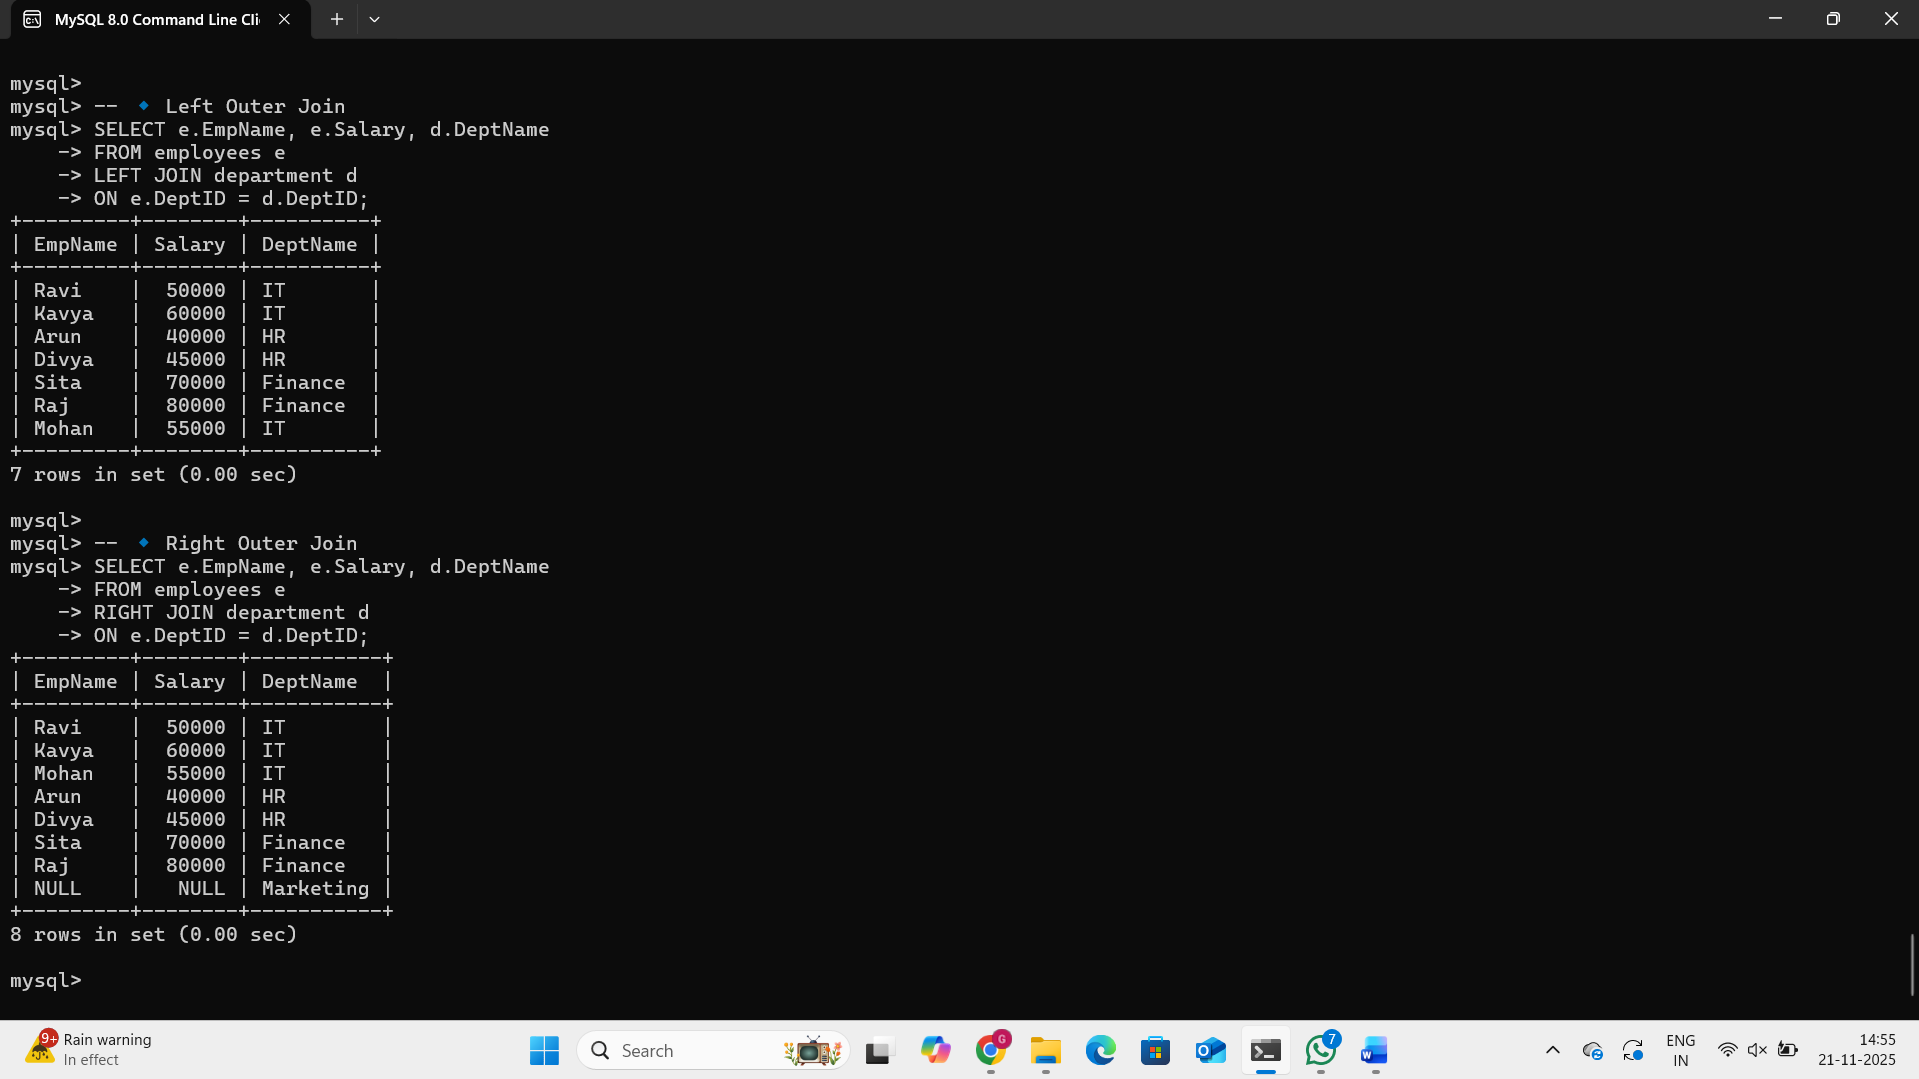 MySQL 8.0 Command Line Cli
mysql>
mysql> -- 🔹 Left Outer Join
mysql> SELECT e.EmpName, e.Salary, d.DeptName
    -> FROM employees e
    -> LEFT JOIN department d
    -> ON e.DeptID = d.DeptID;
+---------+--------+----------+
| EmpName | Salary | DeptName |
+---------+--------+----------+
| Ravi    |  50000 | IT       |
| Kavya   |  60000 | IT       |
| Arun    |  40000 | HR       |
| Divya   |  45000 | HR       |
| Sita    |  70000 | Finance  |
| Raj     |  80000 | Finance  |
| Mohan   |  55000 | IT       |
+---------+--------+----------+
7 rows in set (0.00 sec)
mysql>
mysql> -- 🔹 Right Outer Join
mysql> SELECT e.EmpName, e.Salary, d.DeptName
    -> FROM employees e
    -> RIGHT JOIN department d
    -> ON e.DeptID = d.DeptID;
+---------+--------+-----------+
| EmpName | Salary | DeptName  |
+---------+--------+-----------+
| Ravi    |  50000 | IT        |
| Kavya   |  60000 | IT        |
| Mohan   |  55000 | IT        |
| Arun    |  40000 | HR        |
| Divya   |  45000 | HR        |
| Sita    |  70000 | Finance   |
| Raj     |  80000 | Finance   |
| NULL    |   NULL | Marketing |
+---------+--------+-----------+
8 rows in set (0.00 sec)
mysql>
9+ Rain warning
In effect
Search
G
7
ENG
IN
14:55
21-11-2025